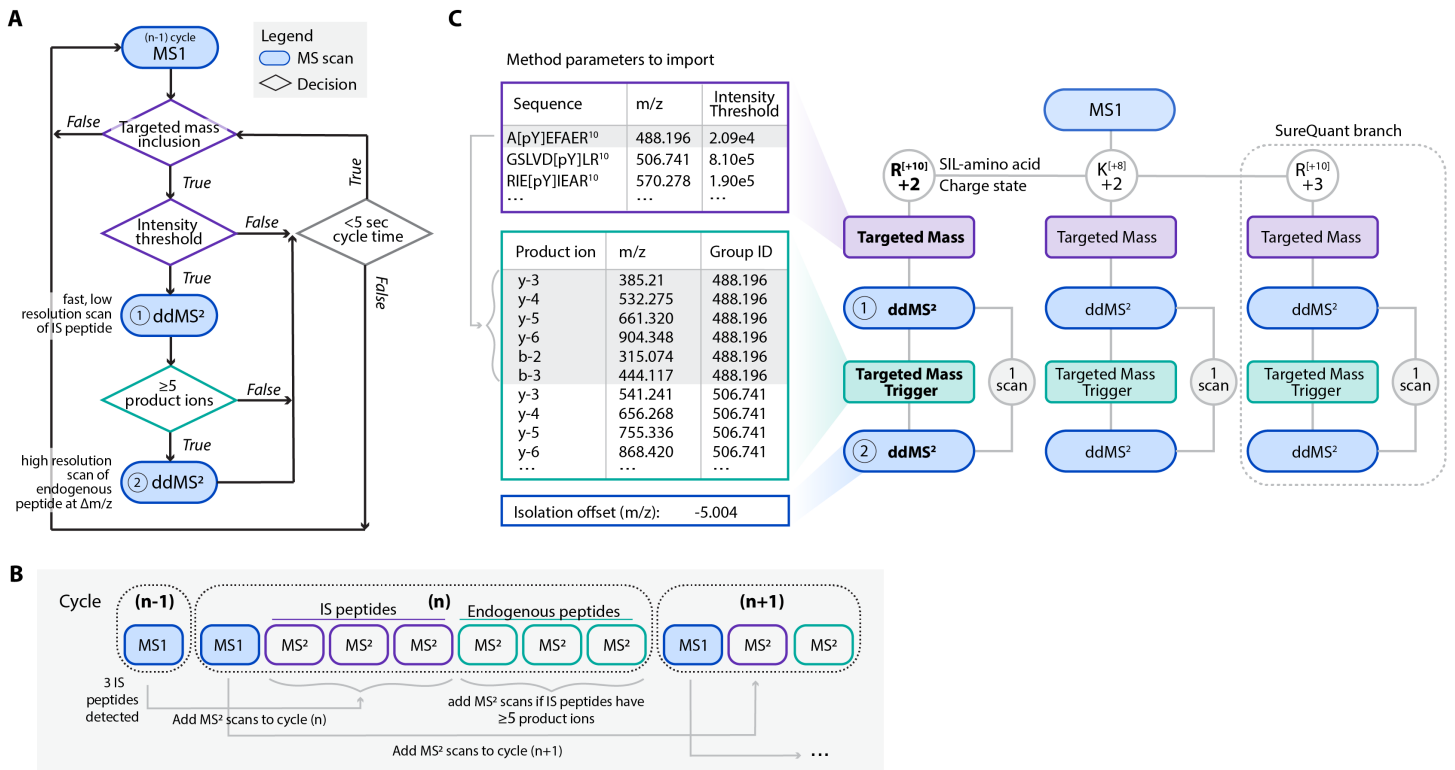 A
(n-1) cycle
MS1
Legend
MS scan
Decision
Targeted mass
inclusion
False
True
True
Intensity
threshold
False
<5 sec
cycle time
True
False
fast, low
resolution scan
of IS peptide
1 ddMS²
≥5
product ions
False
True
high resolution
scan of
endogenous
peptide at Δm/z
2 ddMS²
B
Cycle
(n-1)
(n)
(n+1)
IS peptides
Endogenous peptides
MS1 MS1 MS² MS² MS² MS² MS² MS² MS1 MS² MS²
3 IS
peptides
detected
Add MS² scans to cycle (n)
add MS² scans if IS peptides have
≥5 product ions
Add MS² scans to cycle (n+1)
...
C
Method parameters to import
Sequence m/z Intensity
Threshold
A[pY]EFAER¹⁰ 488.196 2.09e4
GSLVD[pY]LR¹⁰ 506.741 8.10e5
RIE[pY]IEAR¹⁰ 570.278 1.90e5
... ... ...
Product ion m/z Group ID
y-3 385.21 488.196
y-4 532.275 488.196
y-5 661.320 488.196
y-6 904.348 488.196
b-2 315.074 488.196
b-3 444.117 488.196
y-3 541.241 506.741
y-4 656.268 506.741
y-5 755.336 506.741
y-6 868.420 506.741
... ... ...
Isolation offset (m/z): -5.004
MS1
SureQuant branch
R[+10]
+2
SIL-amino acid
Charge state
K[+8]
+2
R[+10]
+3
Targeted Mass Targeted Mass Targeted Mass
1 ddMS² ddMS² ddMS²
Targeted Mass
Trigger
1
scan
Targeted Mass
Trigger
1
scan
Targeted Mass
Trigger
1
scan
2 ddMS² ddMS² ddMS²